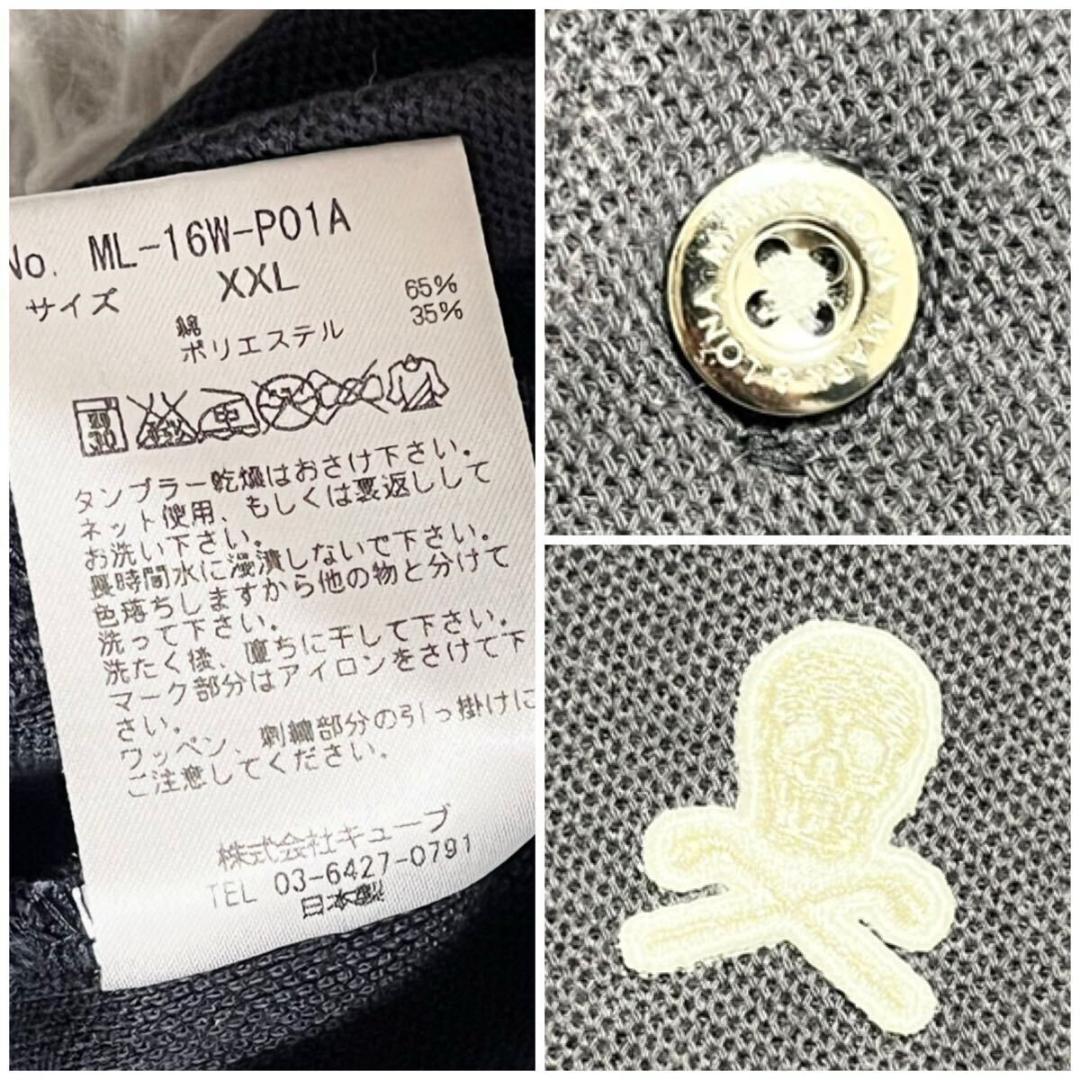 No. ML-16W-P01A
サイズ XXL
綿 65%
ポリエステル 35%
タンブラー乾燥はおさけ下さい。
ネット使用、もしくは裏返しして
お洗い下さい。
長時間水に浸漬しないで下さい。
色落ちしますから他の物と分けて
洗って下さい。
洗たく後、直ちに干して下さい。
マーク部分はアイロンをさけて下
さい。
ワッペン、刺繍部分の引っ掛けに
ご注意してください。
株式会社キューブ
TEL 03-6427-0791
日本製
MARK & LONA